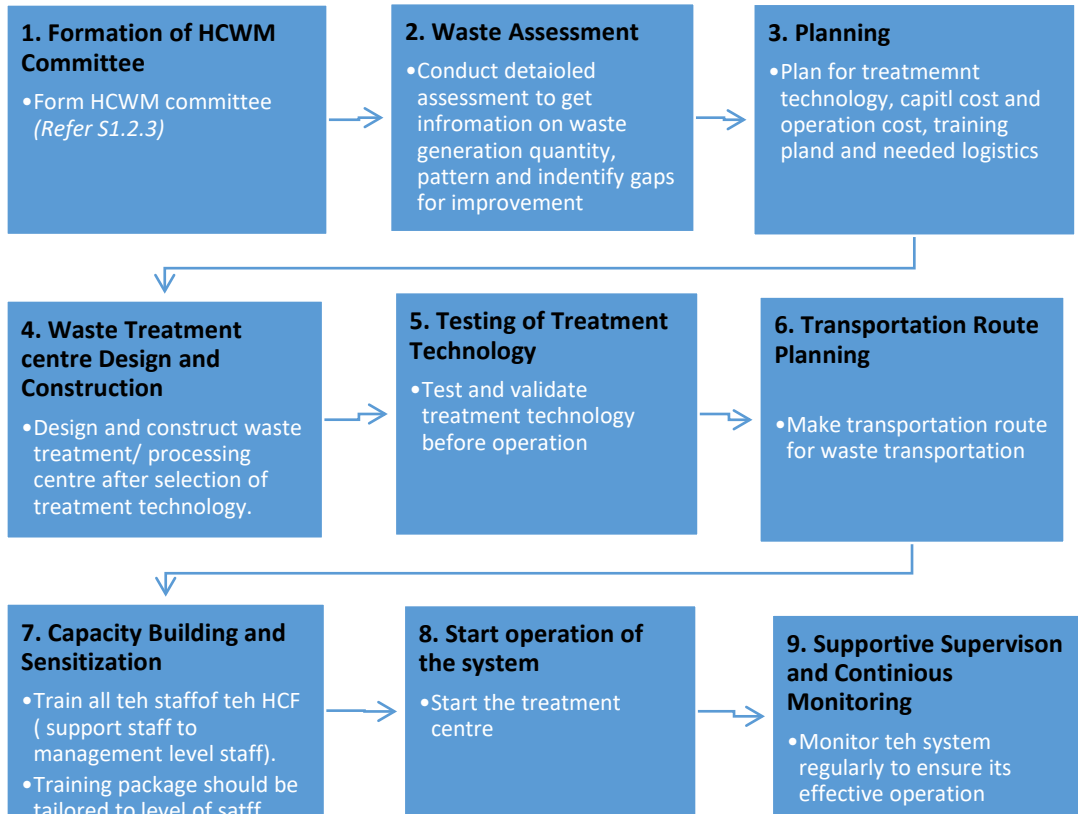 1. Formation of HCWM
Committee
•Form HCWM committee
(Refer S1.2.3)
2. Waste Assessment
•Conduct detaioled
assessment to get
infromation on waste
generation quantity,
pattern and indentify gaps
for improvement
3. Planning
•Plan for treatmemnt
technology, capitl cost and
operation cost, training
pland and needed logistics
4. Waste Treatment
centre Design and
Construction
•Design and construct waste
treatment/ processing
centre after selection of
treatment technology.
5. Testing of Treatment
Technology
•Test and validate
treatment technology
before operation
6. Transportation Route
Planning
•Make transportation route
for waste transportation
7. Capacity Building and
Sensitization
•Train all teh staffof teh HCF
( support staff to
management level staff).
•Training package should be
tailored to level of satff
8. Start operation of
the system
•Start the treatment
centre
9. Supportive Supervison
and Continious
Monitoring
•Monitor teh system
regularly to ensure its
effective operation